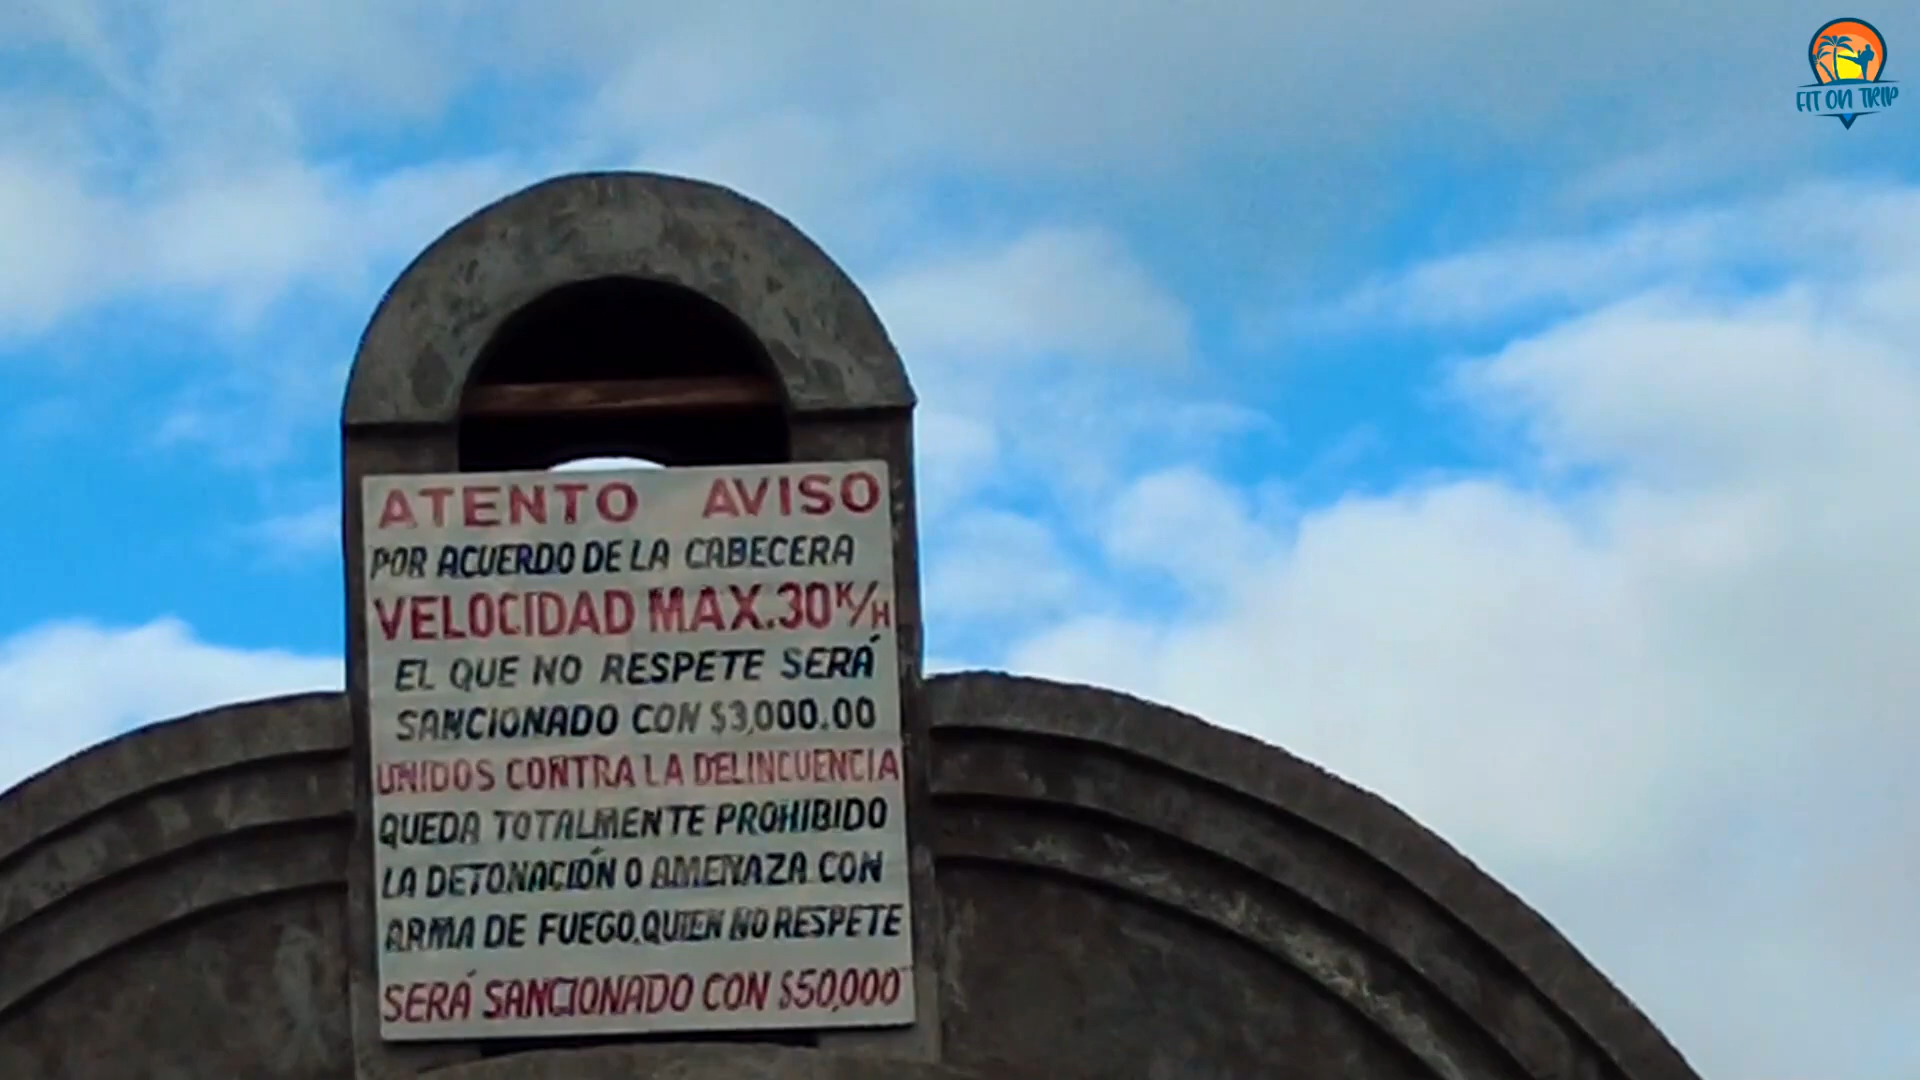 FIT ON TRIP
ATENTO AVISO
POR ACUERDO DE LA CABECERA
VELOCIDAD MAX.30K/H
EL QUE NO RESPETE SERÁ
SANCIONADO CON $3,000.00
UNIDOS CONTRA LA DELINCUENCIA
QUEDA TOTALMENTE PROHIBIDO
LA DETONACIÓN O AMENAZA CON
ARMA DE FUEGO,QUIEN NO RESPETE
SERÁ SANCIONADO CON $50,000